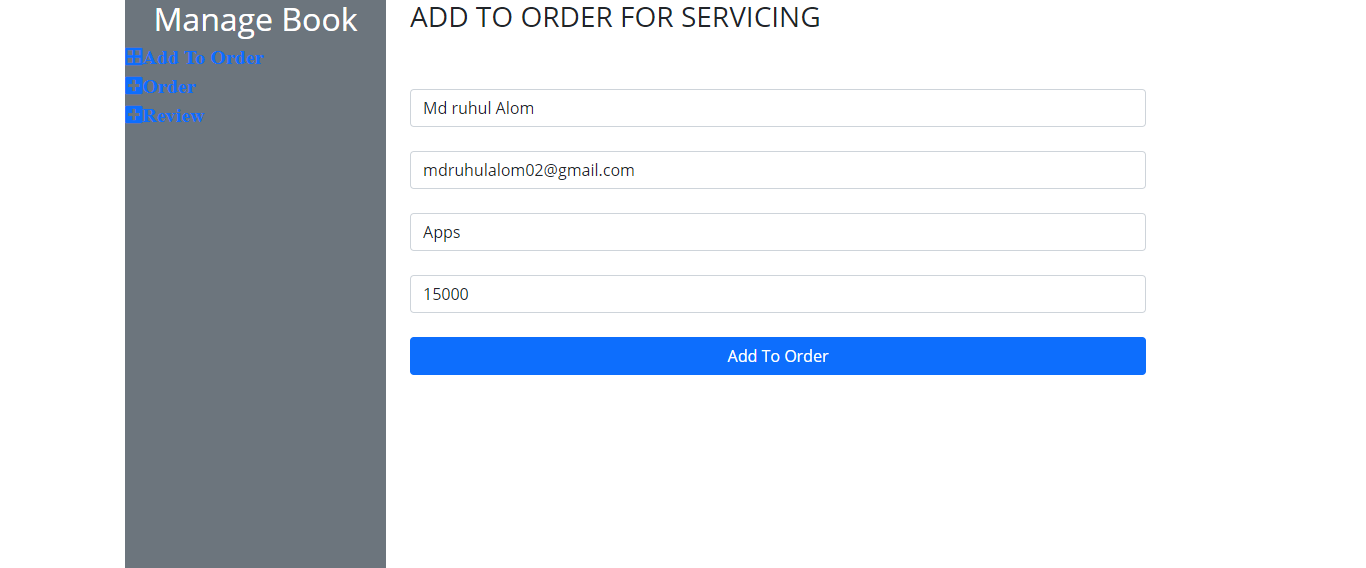 Manage Book
Add To Order
Order
Review
ADD TO ORDER FOR SERVICING
Md ruhul Alom
mdruhulalom02@gmail.com
Apps
15000
Add To Order